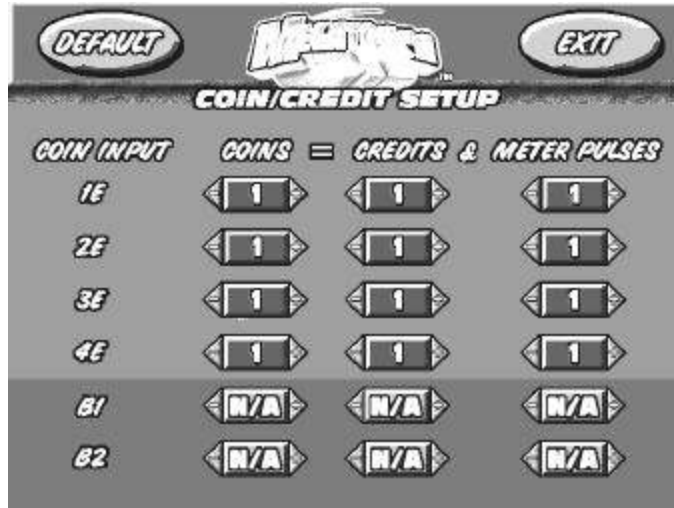 DEFAULT
EXIT
TM
COIN/CREDIT SETUP
COIN INPUT COINS = CREDITS & METER PULSES
1E 1 1 1
2E 1 1 1
3E 1 1 1
4E 1 1 1
B1 N/A N/A N/A
B2 N/A N/A N/A